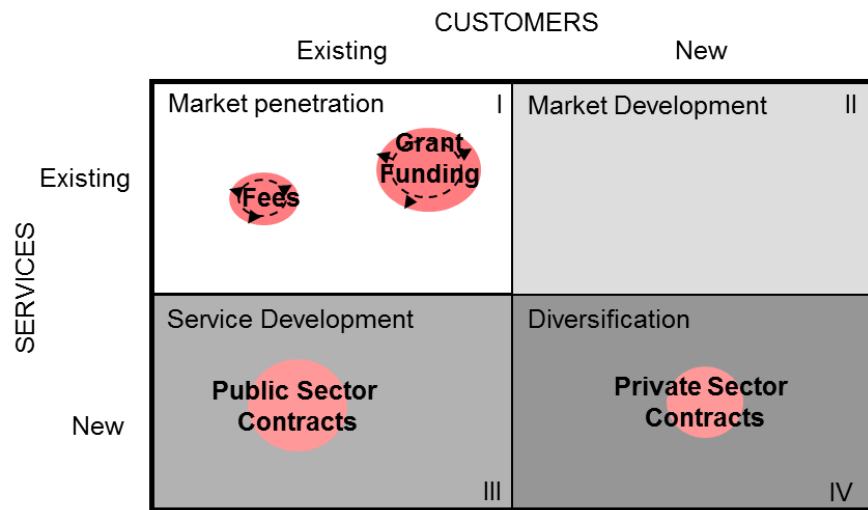 CUSTOMERS
Existing New
Market penetration I
Market Development II
Grant
Funding
Existing
Fees
SERVICES
Service Development
Diversification
Public Sector
Contracts
Private Sector
Contracts
New
III
IV